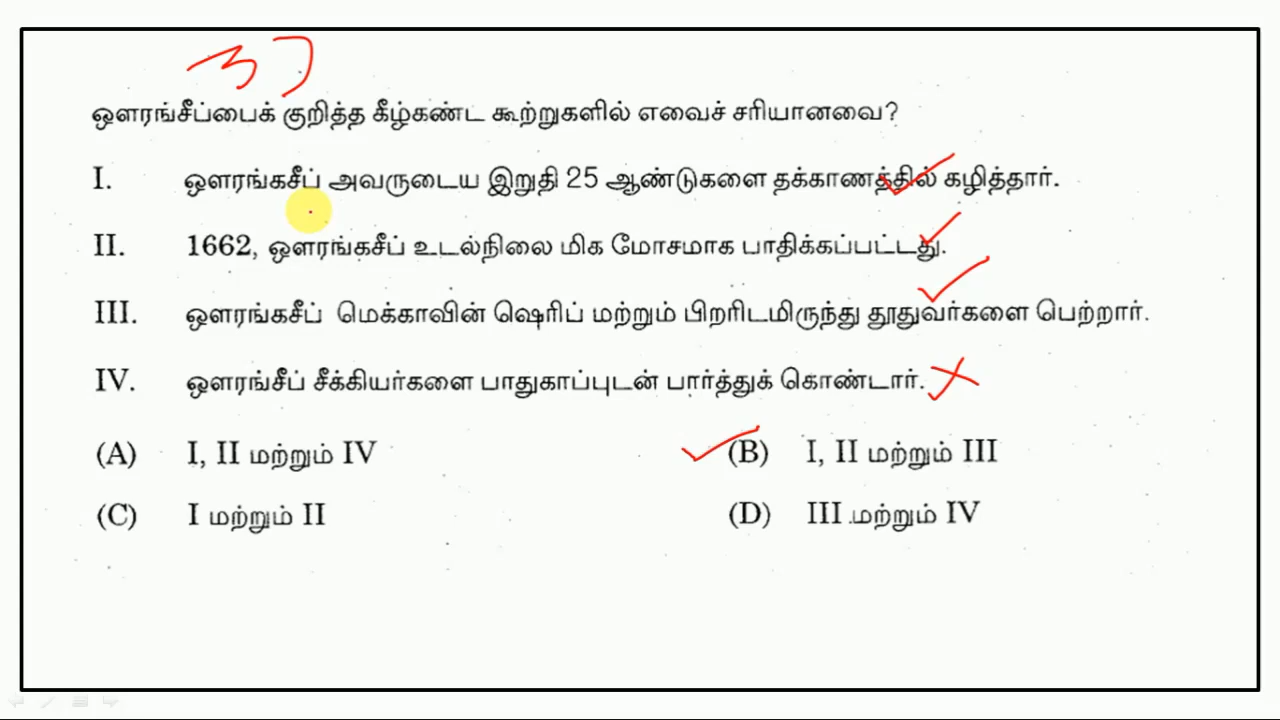 37
ஔரங்சீப்பைக் குறித்த கீழ்கண்ட கூற்றுகளில் எவைச் சரியானவை?
I. ஔரங்கசீப் அவருடைய இறுதி 25 ஆண்டுகளை தக்காணத்தில் கழித்தார்.
II. 1662, ஔரங்கசீப் உடல்நிலை மிக மோசமாக பாதிக்கப்பட்டது.
III. ஔரங்கசீப் மெக்காவின் ஷெரிப் மற்றும் பிறரிடமிருந்து தூதுவர்களை பெற்றார்.
IV. ஔரங்சீப் சீக்கியர்களை பாதுகாப்புடன் பார்த்துக் கொண்டார்.
(A) I, II மற்றும் IV (B) I, II மற்றும் III
(C) I மற்றும் II (D) III மற்றும் IV